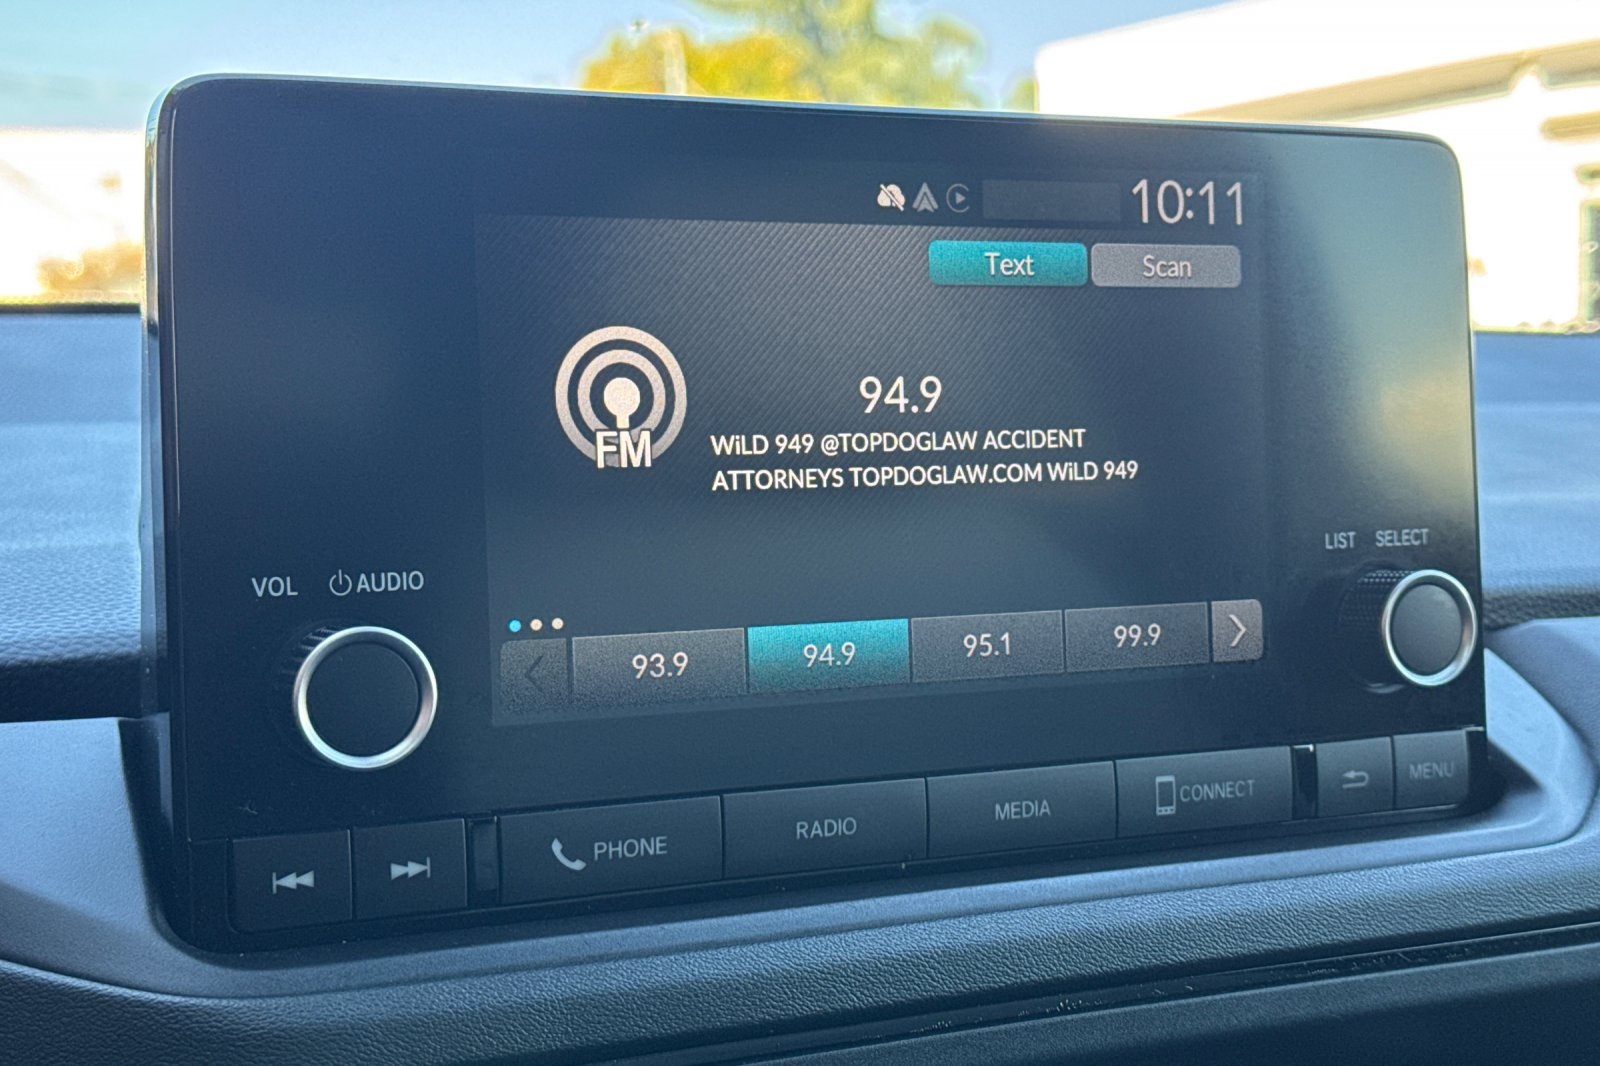 10:11
Text Scan
FM
94.9
WiLD 949 @TOPDOGLAW ACCIDENT
ATTORNEYS TOPDOGLAW.COM WiLD 949
LIST SELECT
VOL AUDIO
93.9 94.9 95.1 99.9
PHONE RADIO MEDIA CONNECT MENU